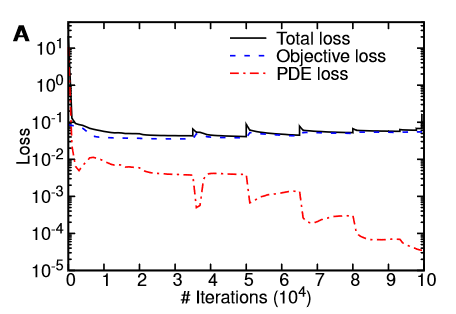 A
Total loss
Objective loss
PDE loss
10^1
10^0
10^-1
10^-2
10^-3
10^-4
10^-5
Loss
0 1 2 3 4 5 6 7 8 9 10
# Iterations (10^4)